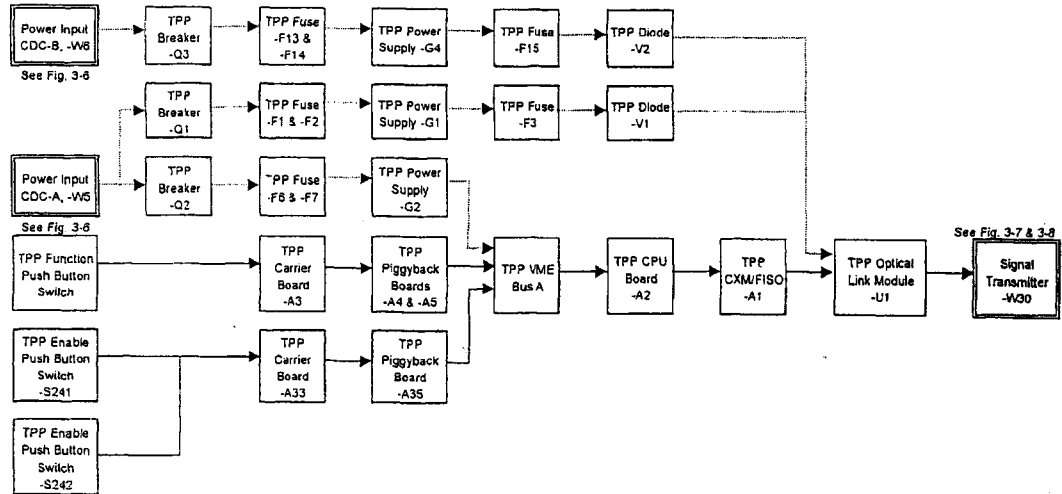 Power Input
CDC-B, -W6
See Fig. 3-6
TPP
Breaker
-Q3
TPP Fuse
-F13 &
-F14
TPP Power
Supply -G4
TPP Fuse
-F15
TPP Diode
-V2
TPP
Breaker
-Q1
TPP Fuse
-F1 & -F2
TPP Power
Supply -G1
TPP Fuse
-F3
TPP Diode
-V1
Power Input
CDC-A, -W5
See Fig. 3-6
TPP
Breaker
-Q2
TPP Fuse
-F6 & -F7
TPP Power
Supply
-G2
TPP Function
Push Button
Switch
TPP
Carrier
Board
-A3
TPP
Piggyback
Boards
-A4 & -A5
TPP VME
Bus A
TPP CPU
Board
-A2
TPP
CXM/FISO
-A1
TPP Optical
Link Module
-U1
See Fig. 3-7 & 3-8
Signal
Transmitter
-W30
TPP Enable
Push Button
Switch
-S241
TPP
Carrier
Board
-A33
TPP
Piggyback
Board
-A35
TPP Enable
Push Button
Switch
-S242